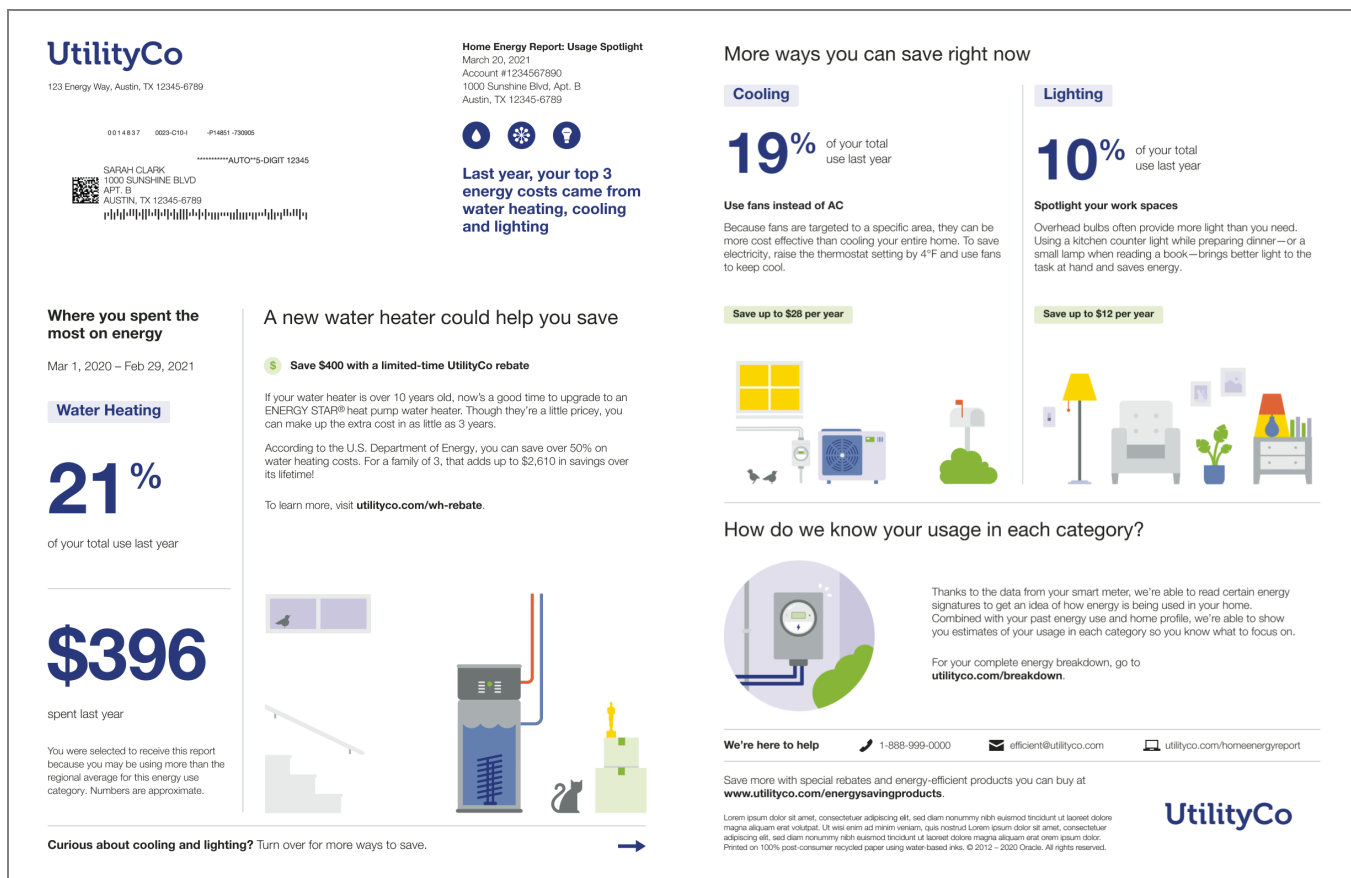 UtilityCo
123 Energy Way, Austin, TX 12345-6789
0 0 1 4 8 3 7 0023-C10-I -P14851 -730905
***********AUTO**5-DIGIT 12345
SARAH CLARK
1000 SUNSHINE BLVD
APT. B
AUSTIN, TX 12345-6789
Home Energy Report: Usage Spotlight
March 20, 2021
Account #1234567890
1000 Sunshine Blvd, Apt. B
Austin, TX 12345-6789
Last year, your top 3
energy costs came from
water heating, cooling
and lighting
Where you spent the
most on energy
Mar 1, 2020 – Feb 29, 2021
Water Heating
21%
of your total use last year
$396
spent last year
You were selected to receive this report
because you may be using more than the
regional average for this energy use
category. Numbers are approximate.
A new water heater could help you save
$ Save $400 with a limited-time UtilityCo rebate
If your water heater is over 10 years old, now's a good time to upgrade to an
ENERGY STAR® heat pump water heater. Though they're a little pricey, you
can make up the extra cost in as little as 3 years.
According to the U.S. Department of Energy, you can save over 50% on
water heating costs. For a family of 3, that adds up to $2,610 in savings over
its lifetime!
To learn more, visit utilityco.com/wh-rebate.
Curious about cooling and lighting? Turn over for more ways to save.
More ways you can save right now
Cooling
19% of your total
use last year
Use fans instead of AC
Because fans are targeted to a specific area, they can be
more cost effective than cooling your entire home. To save
electricity, raise the thermostat setting by 4°F and use fans
to keep cool.
Save up to $28 per year
Lighting
10% of your total
use last year
Spotlight your work spaces
Overhead bulbs often provide more light than you need.
Using a kitchen counter light while preparing dinner—or a
small lamp when reading a book—brings better light to the
task at hand and saves energy.
Save up to $12 per year
How do we know your usage in each category?
Thanks to the data from your smart meter, we're able to read certain energy
signatures to get an idea of how energy is being used in your home.
Combined with your past energy use and home profile, we're able to show
you estimates of your usage in each category so you know what to focus on.
For your complete energy breakdown, go to
utilityco.com/breakdown.
We're here to help 1-888-999-0000 efficient@utilityco.com utilityco.com/homeenergyreport
Save more with special rebates and energy-efficient products you can buy at
www.utilityco.com/energysavingproducts.
Lorem ipsum dolor sit amet, consectetuer adipiscing elit, sed diam nonummy nibh euismod tincidunt ut laoreet dolore
magna aliquam erat volutpat. Ut wisi enim ad minim veniam, quis nostrud Lorem ipsum dolor sit amet, consectetuer
adipiscing elit, sed diam nonummy nibh euismod tincidunt ut laoreet dolore magna aliquam erat orem ipsum dolor.
Printed on 100% post-consumer recycled paper using water-based inks. © 2012 – 2020 Oracle. All rights reserved.
UtilityCo